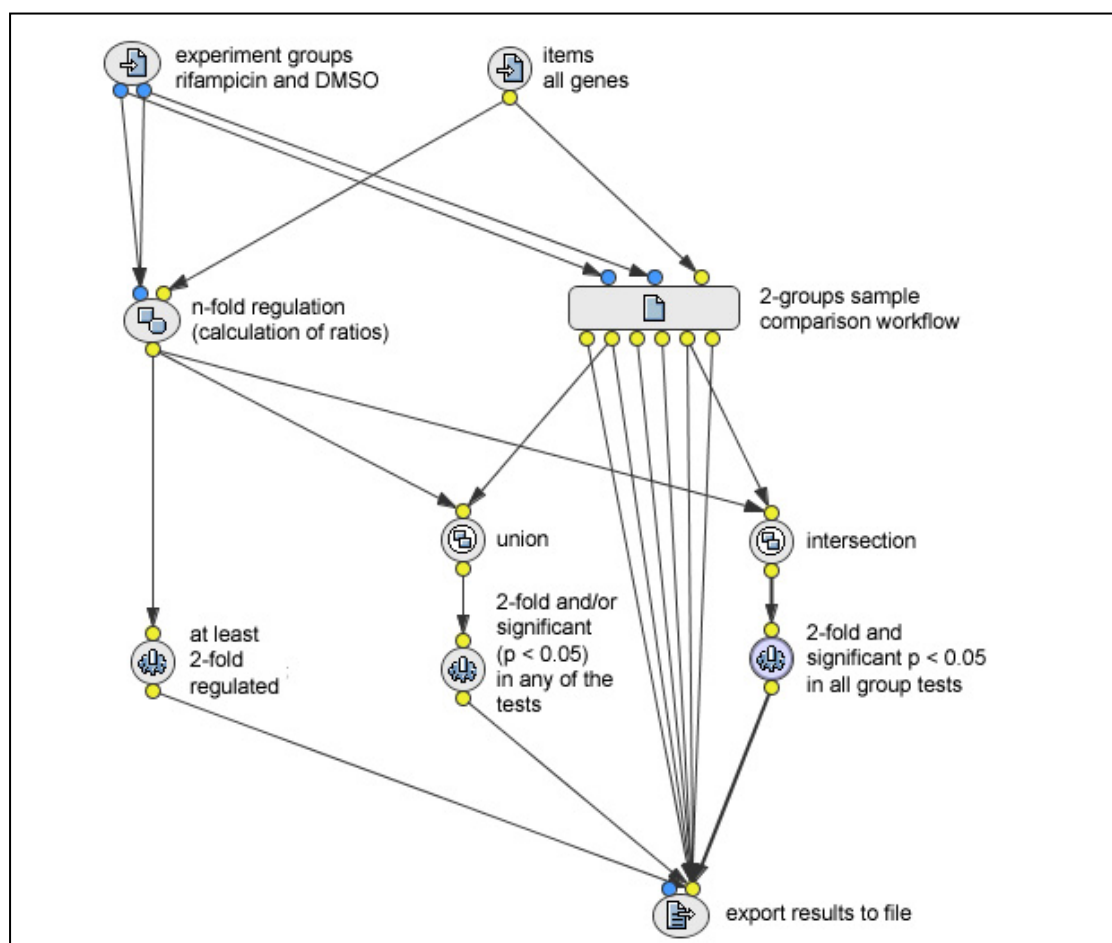 experiment groups
rifampicin and DMSO
items
all genes
n-fold regulation
(calculation of ratios)
2-groups sample
comparison workflow
union
intersection
at least
2-fold
regulated
2-fold and/or
significant
(p < 0.05)
in any of the
tests
2-fold and
significant p < 0.05
in all group tests
export results to file